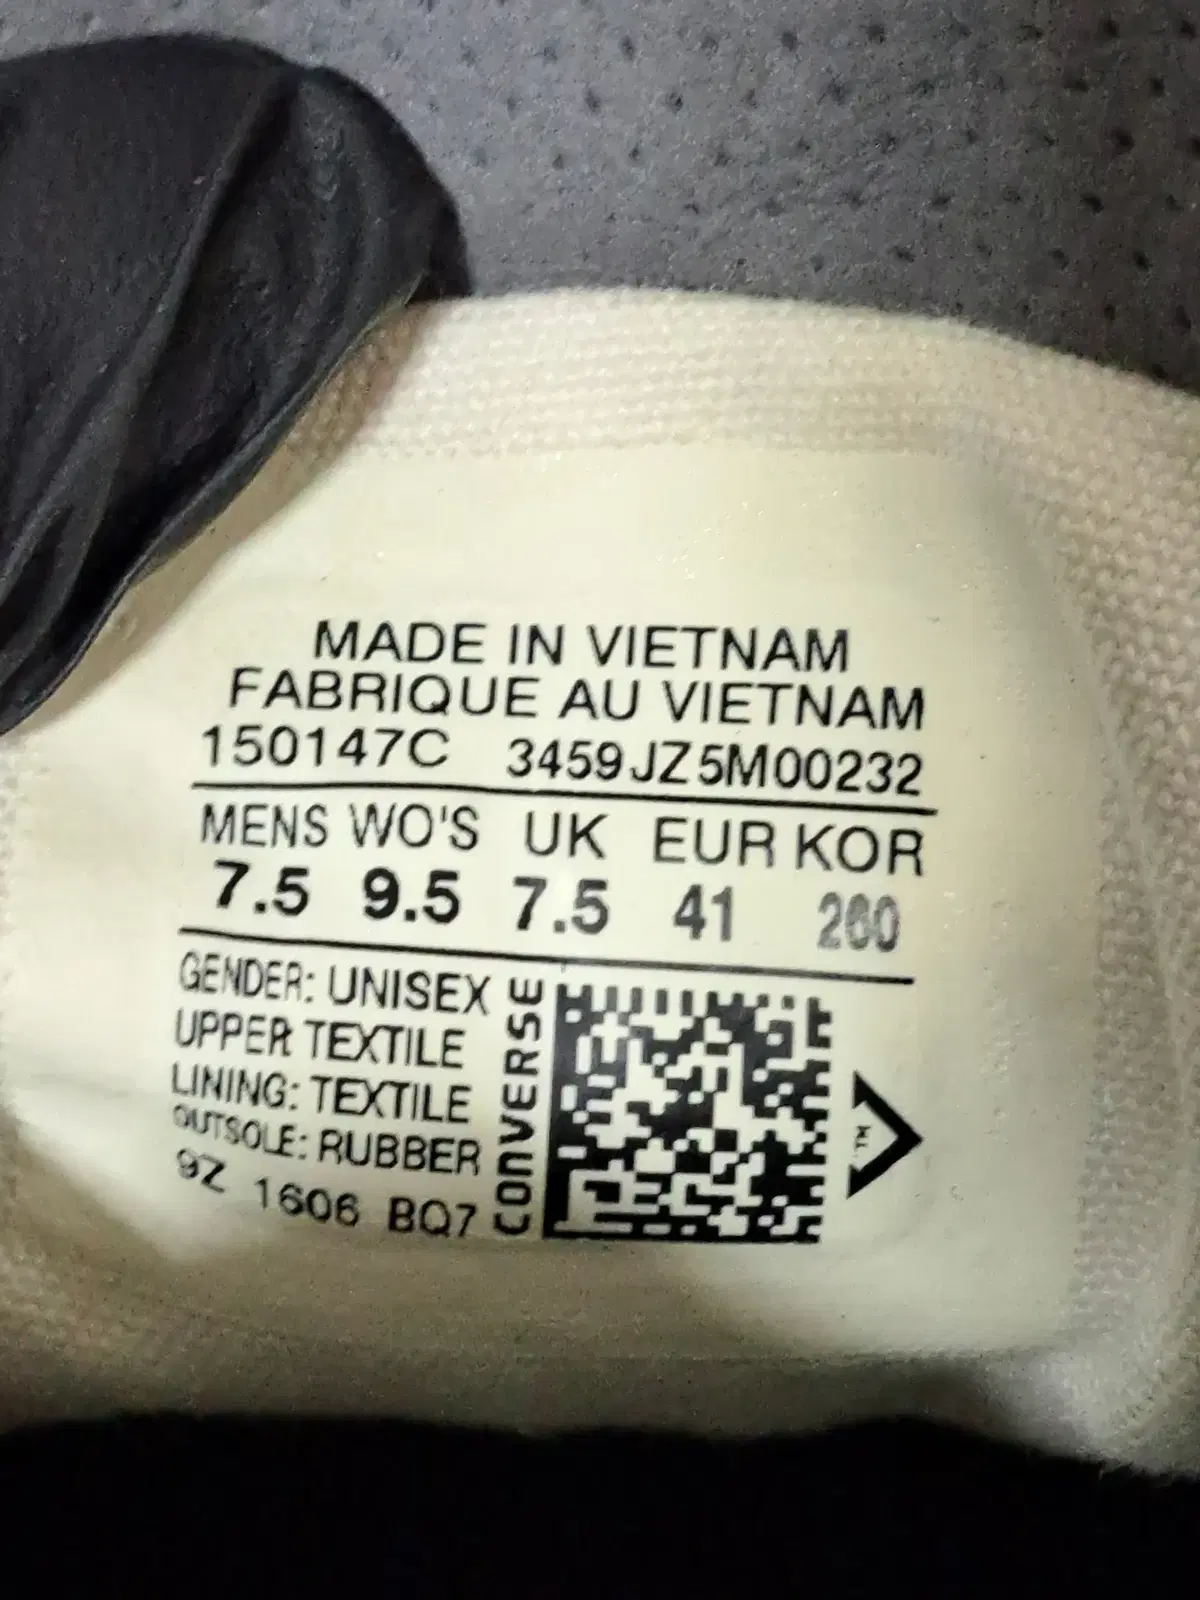 MADE IN VIETNAM
FABRIQUE AU VIETNAM
150147C 3459JZ5M00232
MENS WO'S UK EUR KOR
7.5 9.5 7.5 41 260
GENDER: UNISEX
UPPER TEXTILE
LINING: TEXTILE
OUTSOLE: RUBBER
9Z 1606 BQ7
CONVERSE